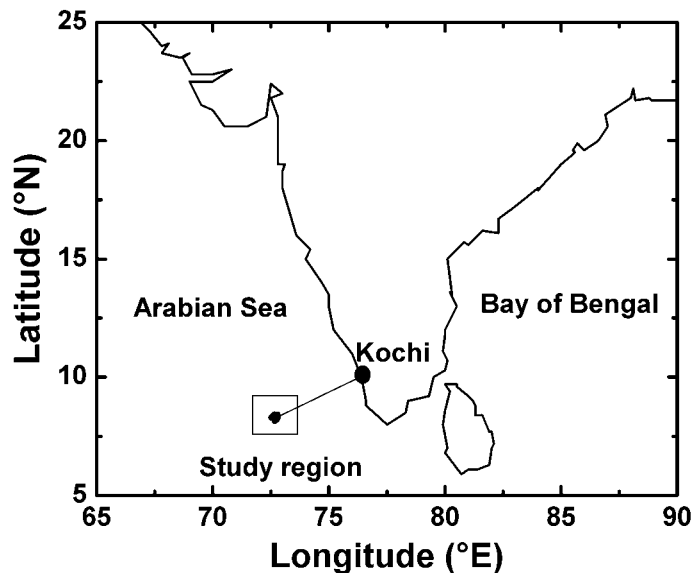 25
20
15
10
5
Latitude (°N)
Arabian Sea
Bay of Bengal
Kochi
Study region
65 70 75 80 85 90
Longitude (°E)